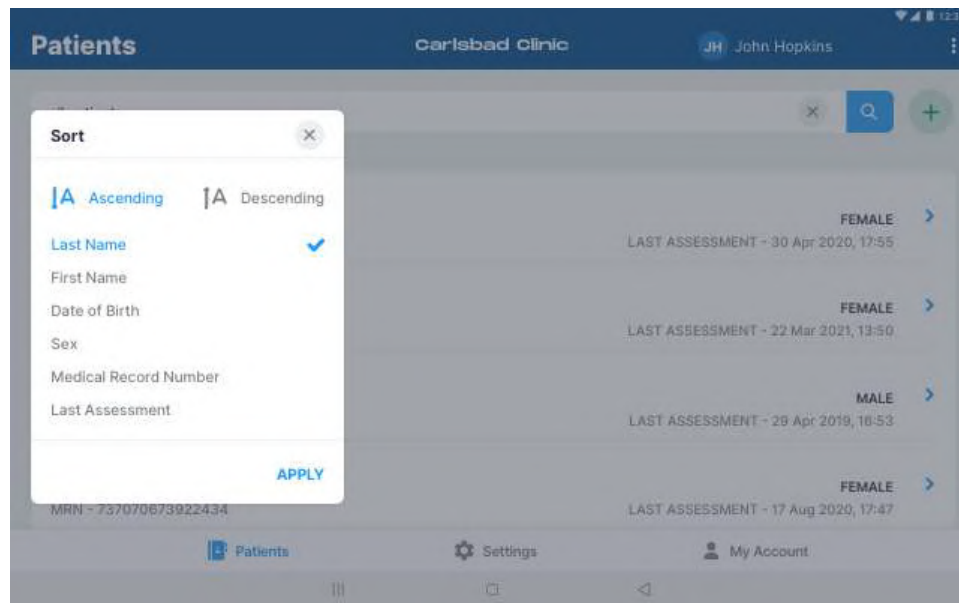 12:3
Patients Carlsbad Clinic JH John Hopkins
Sort
Ascending Descending
Last Name
FEMALE
LAST ASSESSMENT - 30 Apr 2020, 17:55
First Name
Date of Birth
FEMALE
LAST ASSESSMENT - 22 Mar 2021, 13:50
Sex
Medical Record Number
MALE
Last Assessment
LAST ASSESSMENT - 29 Apr 2019, 16:53
APPLY
FEMALE
MRN - 737070673922434 LAST ASSESSMENT - 17 Aug 2020, 17:47
Patients Settings My Account